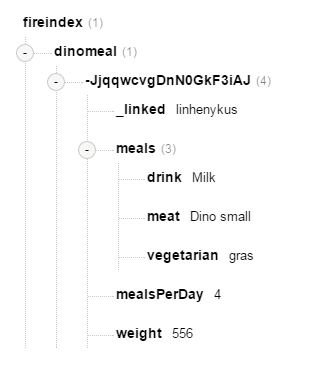 fireindex (1)
- dinomeal (1)
- -JjqqwcvgDnN0GkF3iAJ (4)
_linked linhenykus
- meals (3)
drink Milk
meat Dino small
vegetarian gras
mealsPerDay 4
weight 556